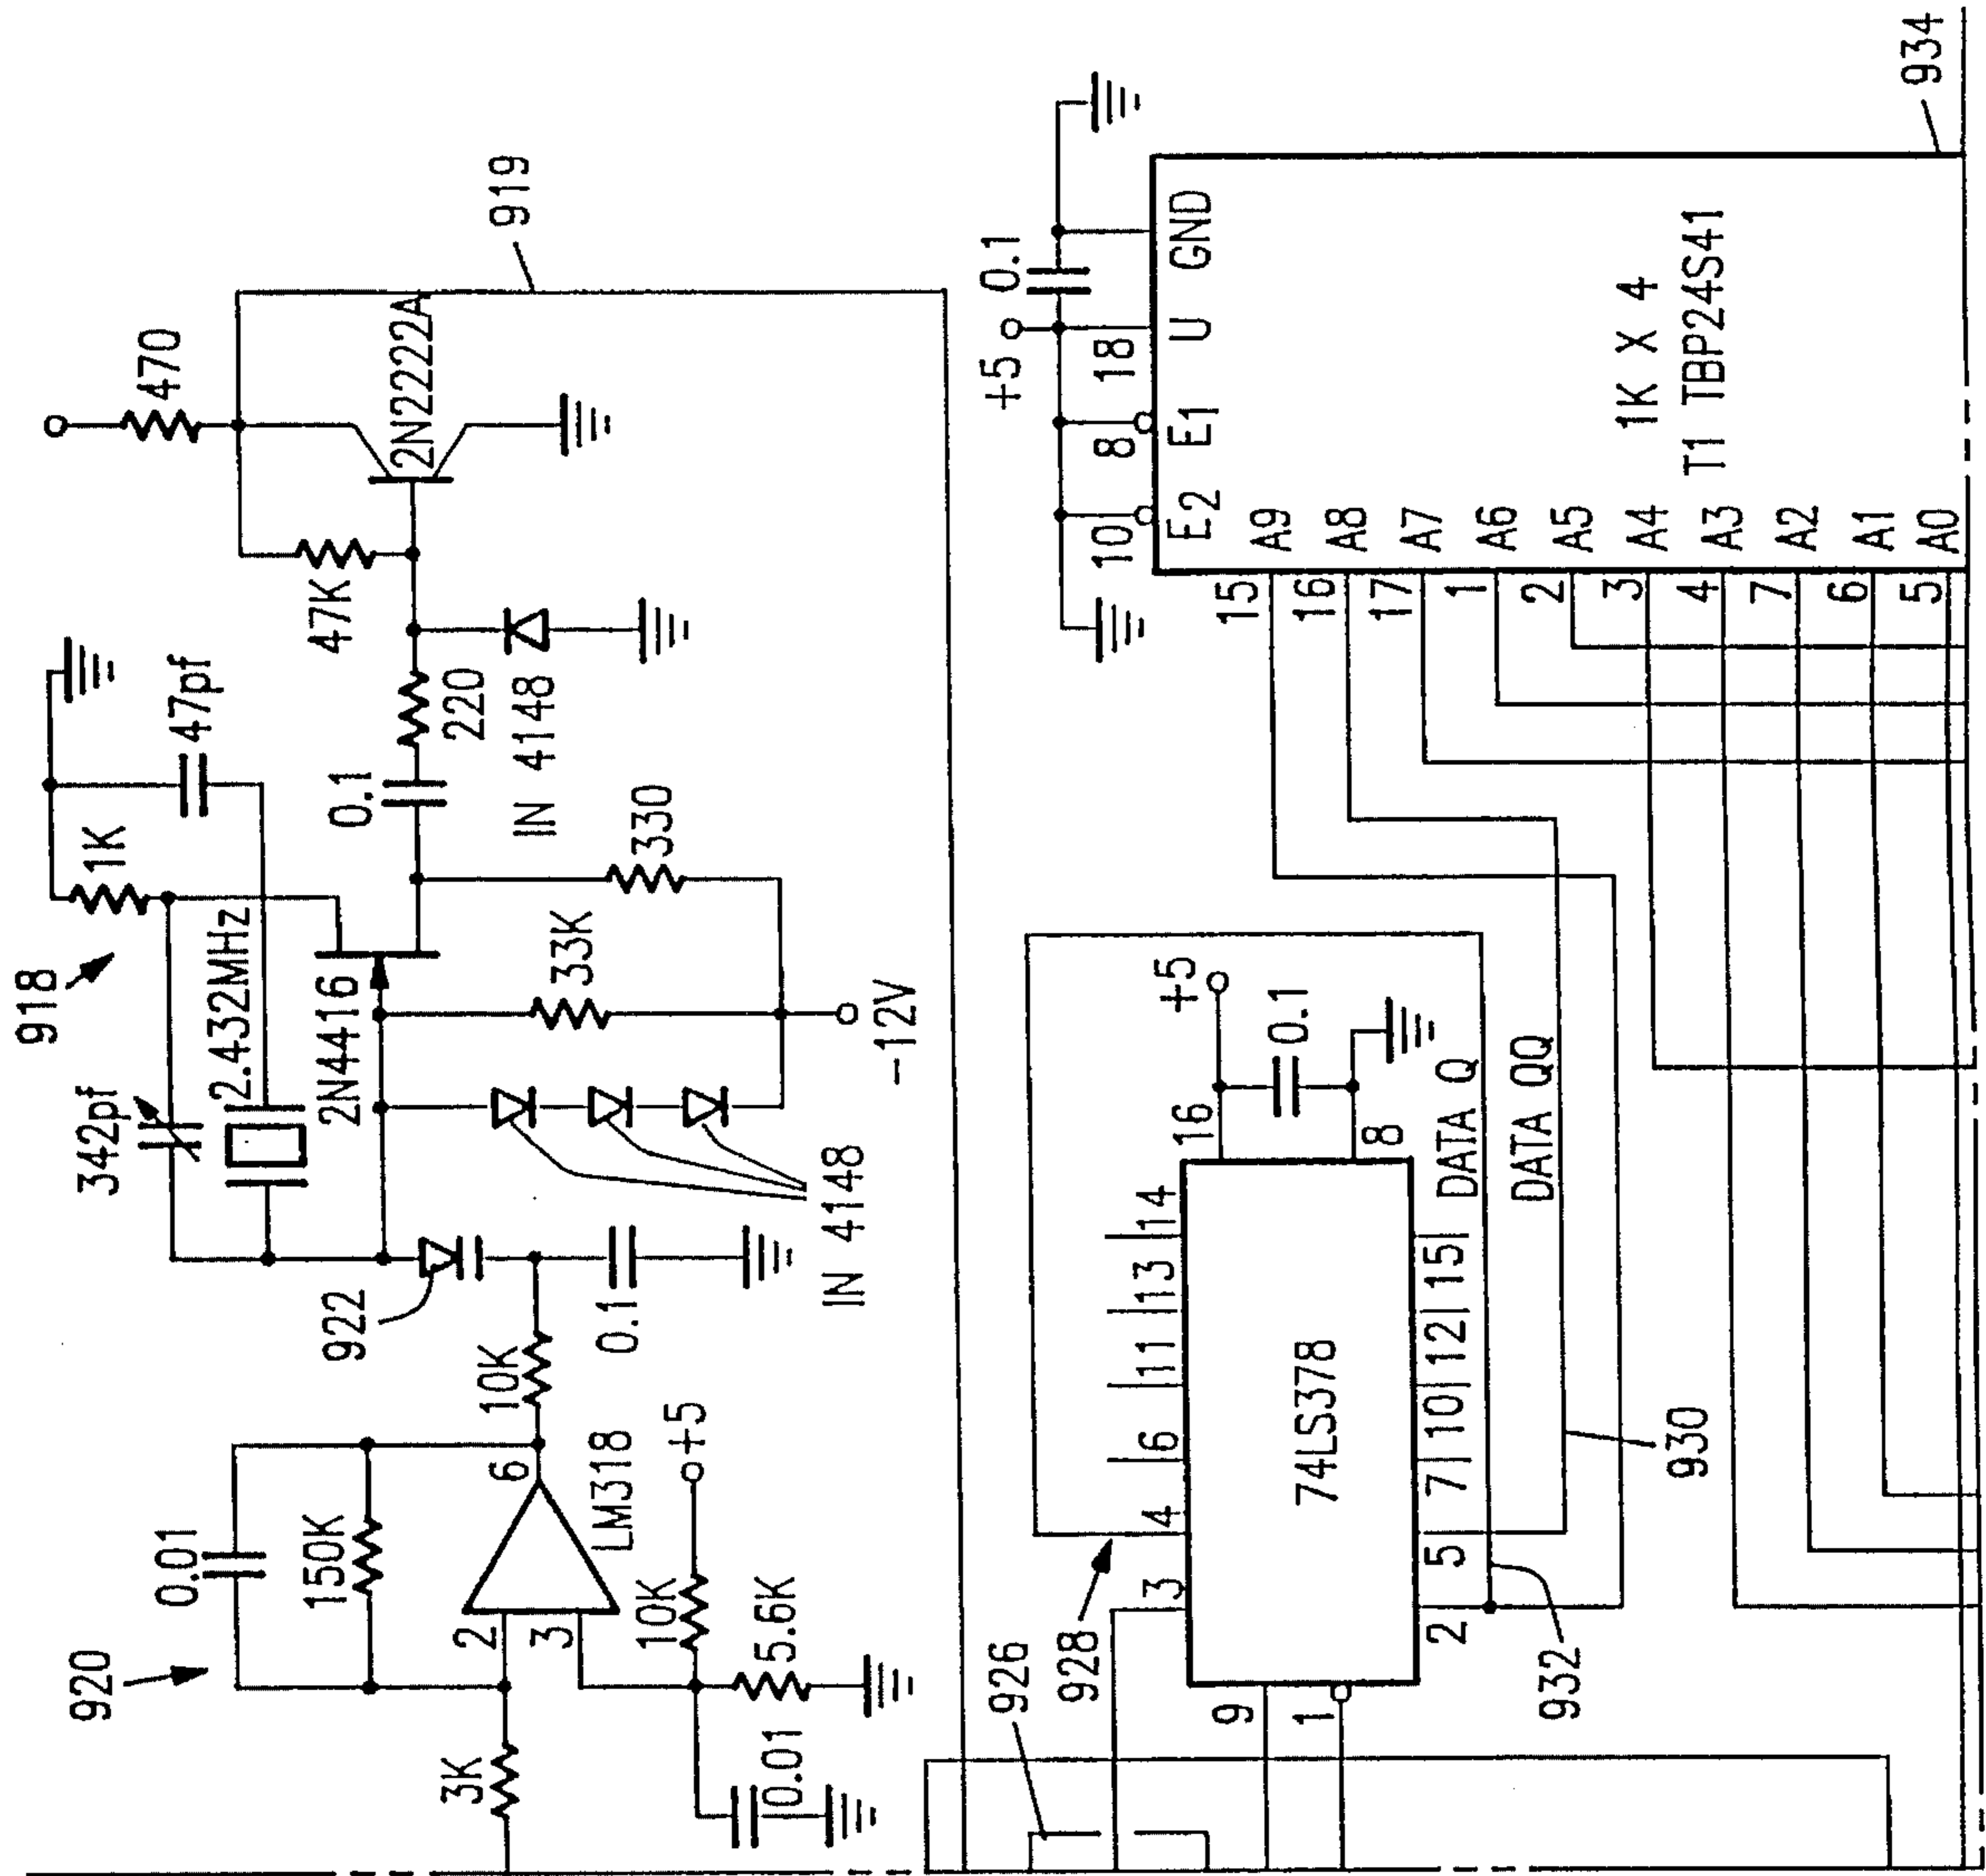 470
919
918
1K
47pf
47K
2N2222A
342pf
2.432MHz
2N4416
0.1
220
IN 4148
33K
330
-12V
IN 4148
922
920
0.01
150K
10K
0.1
2
3
6
LM318
3K
10K
+5
5.6K
0.01
+5
0.1
10
8
18
E2
E1
U
GND
934
15
A9
16
A8
17
A7
1
A6
2
A5
3
A4
4
A3
7
A2
6
A1
5
A0
1K X 4
T1 TBP24S41
926
928
3
4
6
11
13
14
16
+5
0.1
8
9
1
74LS378
2
5
7
10
12
15
DATA Q
DATA QQ
932
930